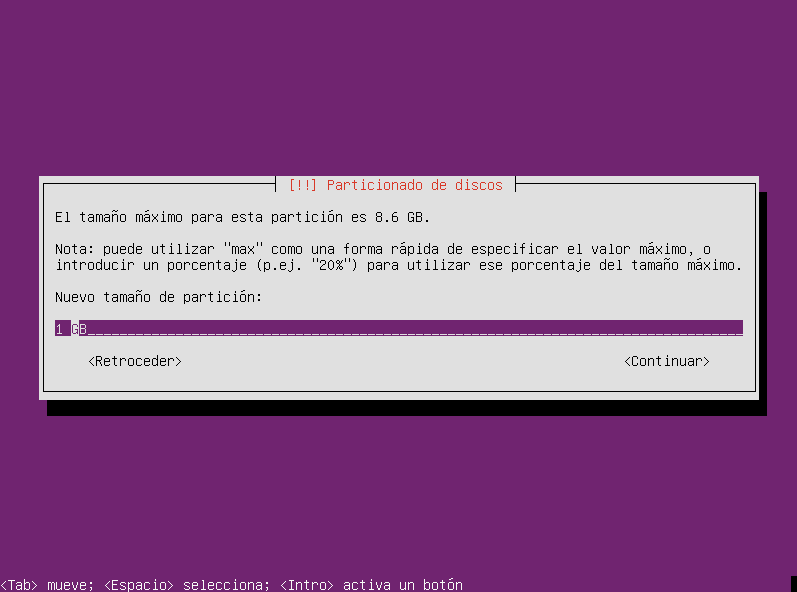 [!!] Particionado de discos
El tamaño máximo para esta partición es 8.6 GB.
Nota: puede utilizar "max" como una forma rápida de especificar el valor máximo, o
introducir un porcentaje (p.ej. "20%") para utilizar ese porcentaje del tamaño máximo.
Nuevo tamaño de partición:
1 GB
<Retroceder> <Continuar>
<Tab> mueve; <Espacio> selecciona; <Intro> activa un botón